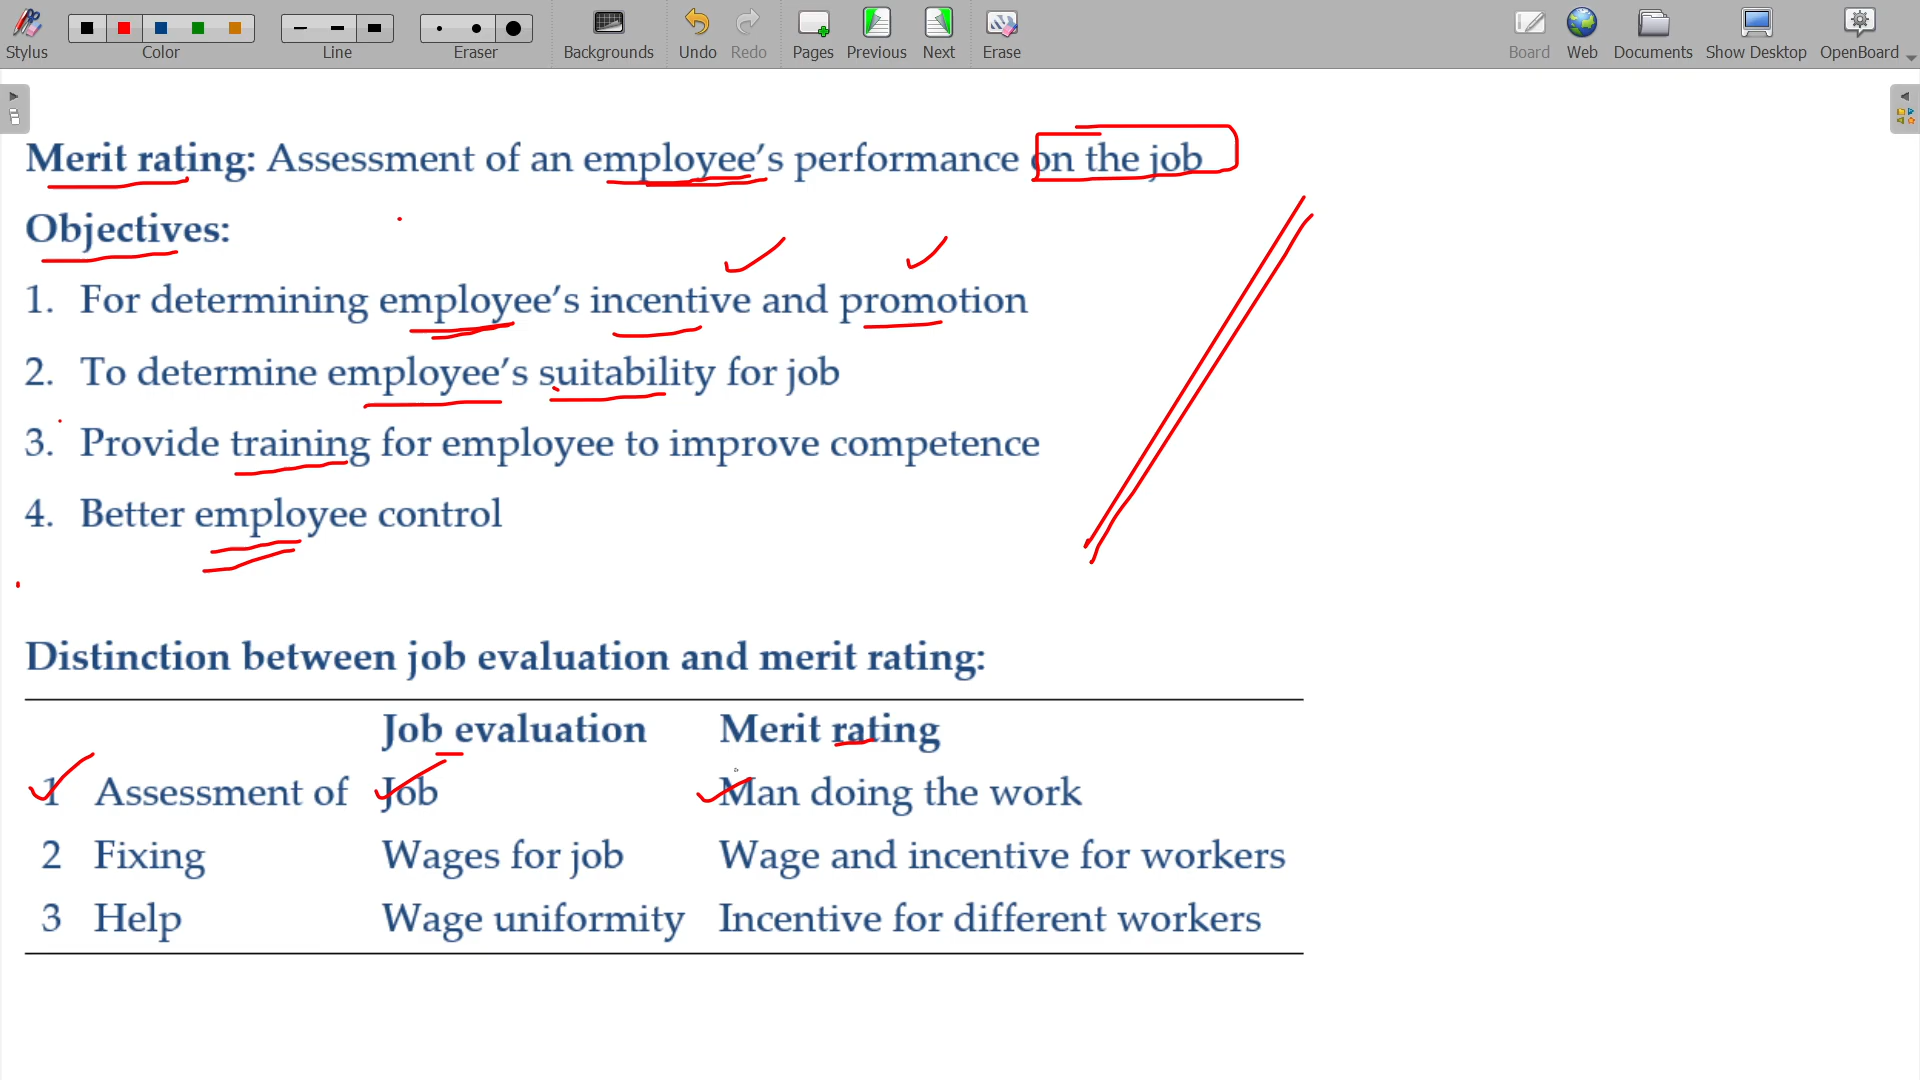 Stylus Color Line Eraser Backgrounds Undo Redo Pages Previous Next Erase Board Web Documents Show Desktop OpenBoard
Merit rating: Assessment of an employee’s performance on the job
Objectives:
1. For determining employee’s incentive and promotion
2. To determine employee’s suitability for job
3. Provide training for employee to improve competence
4. Better employee control
Distinction between job evaluation and merit rating:
Job evaluation Merit rating
1 Assessment of Job Man doing the work
2 Fixing Wages for job Wage and incentive for workers
3 Help Wage uniformity Incentive for different workers